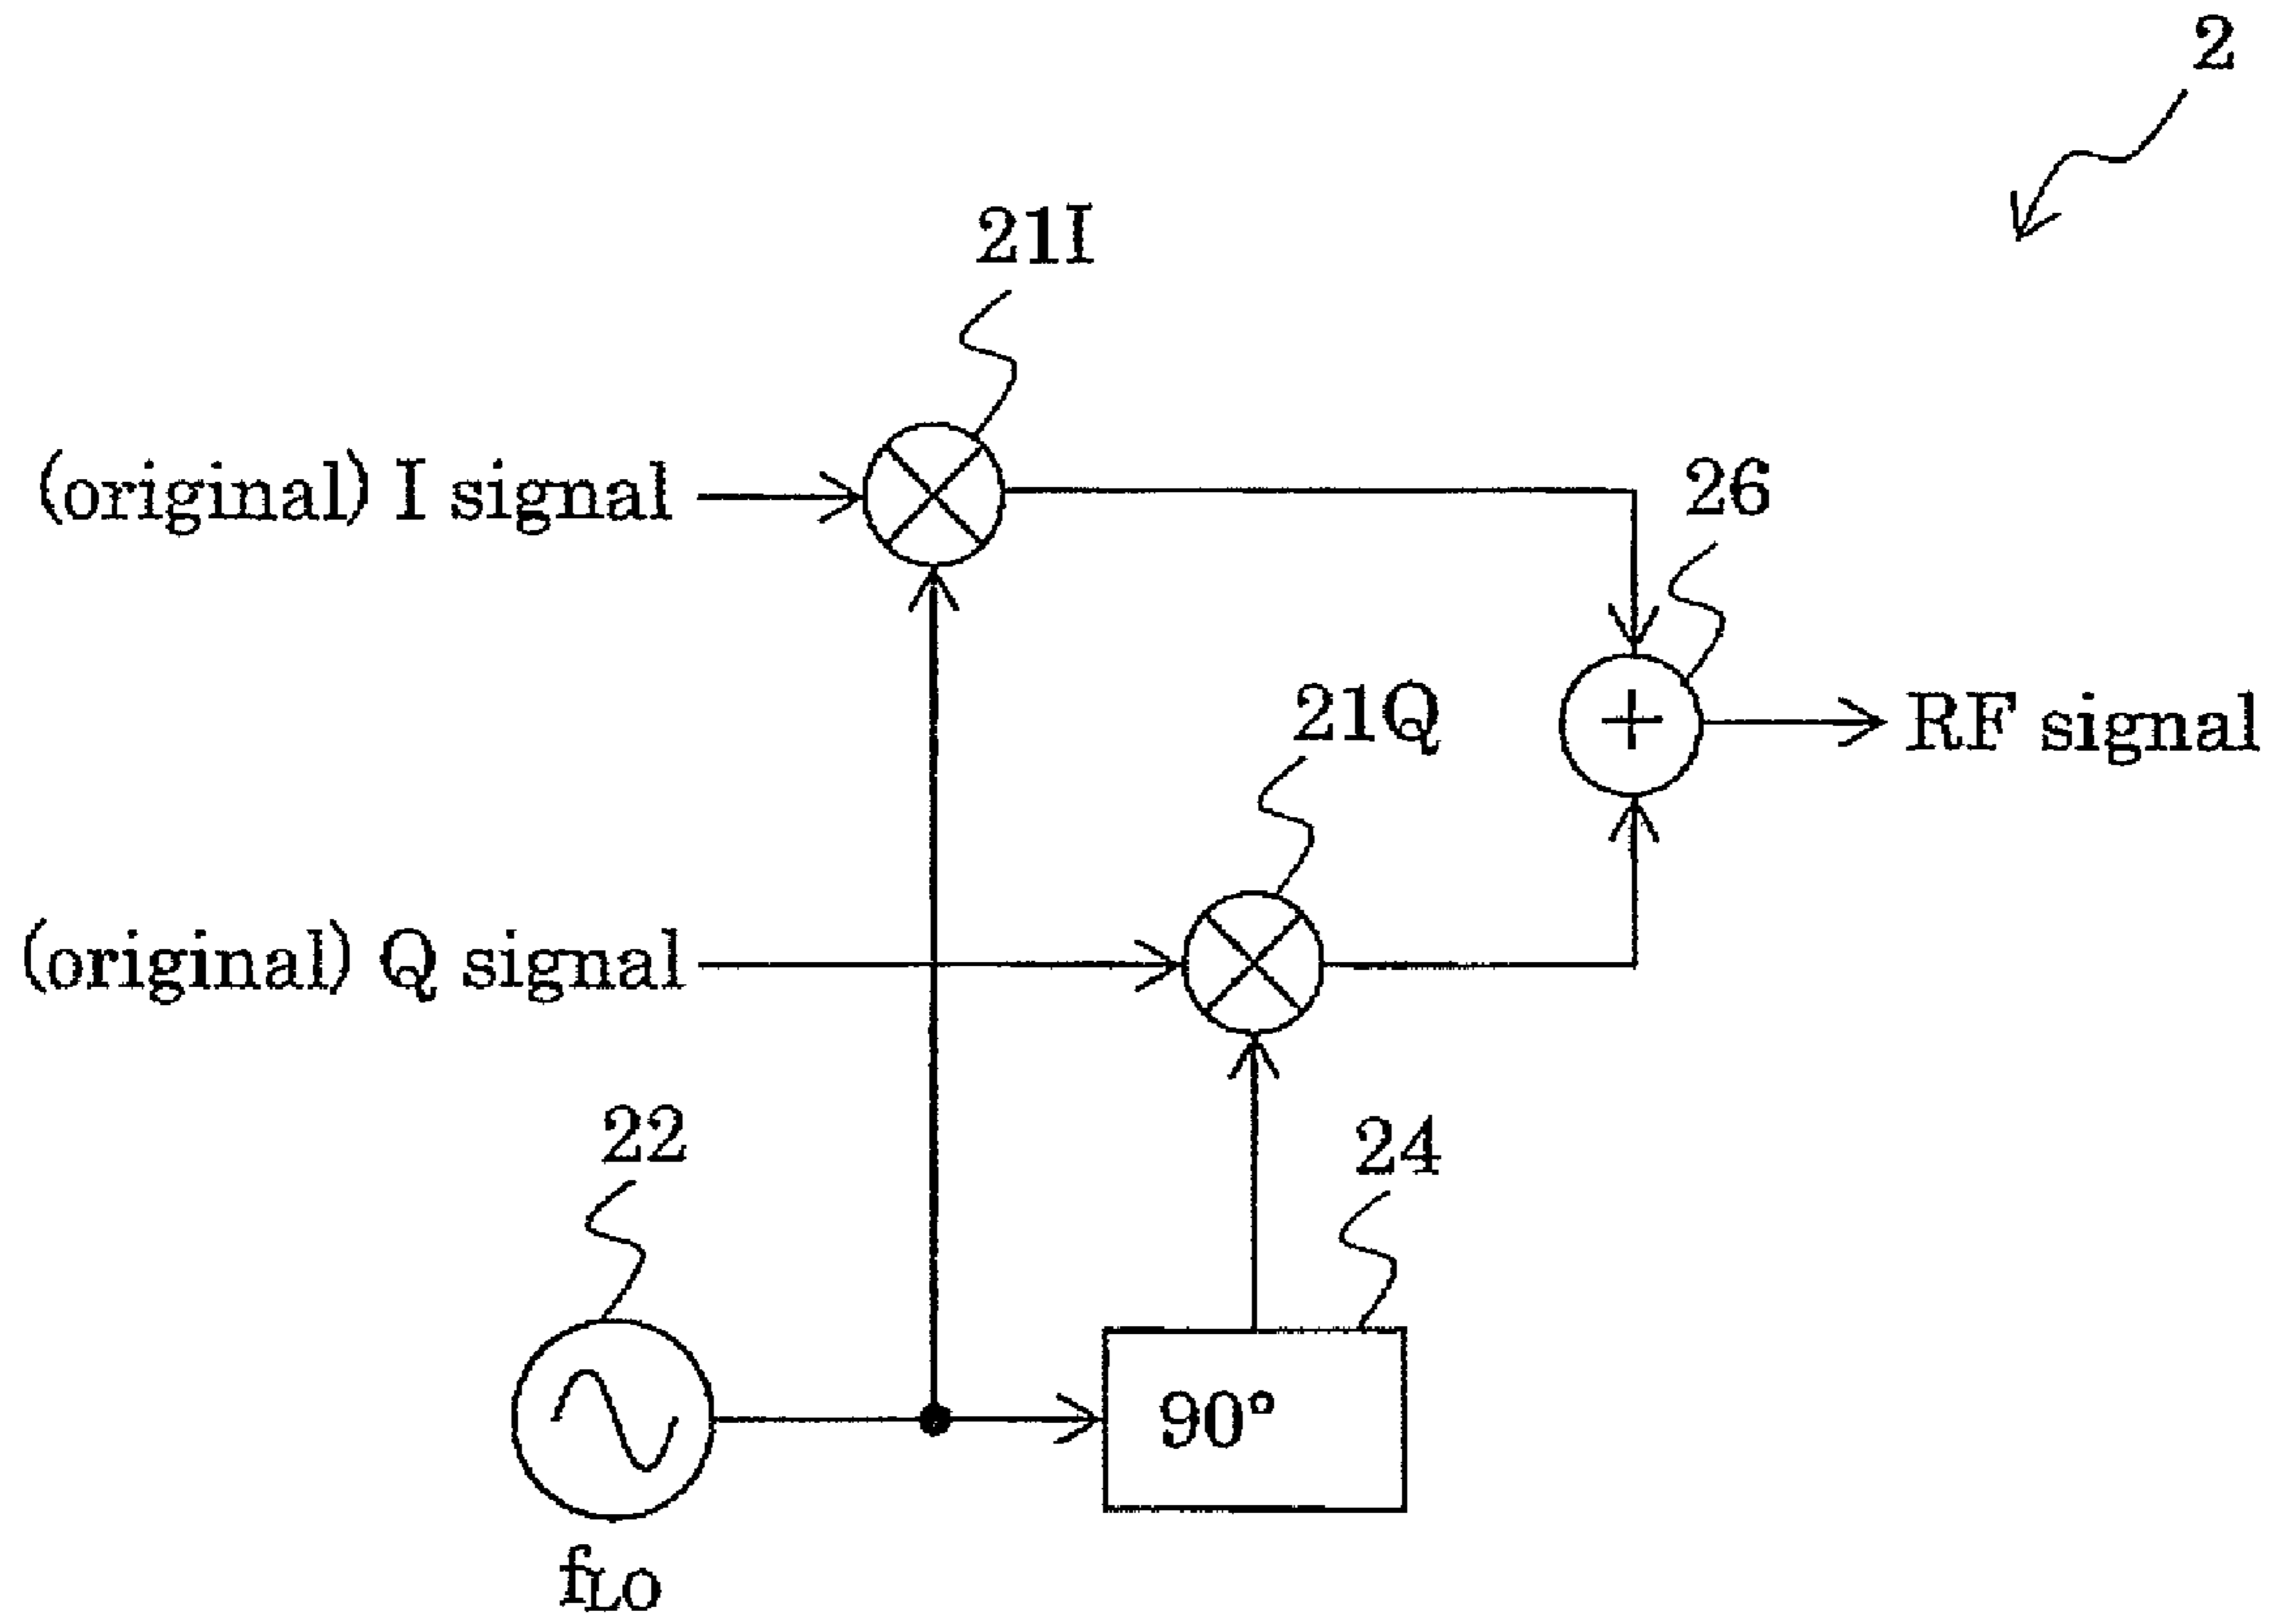 2
21I
(original) I signal
26
21Q
RF signal
(original) Q signal
22
24
90°
fLO